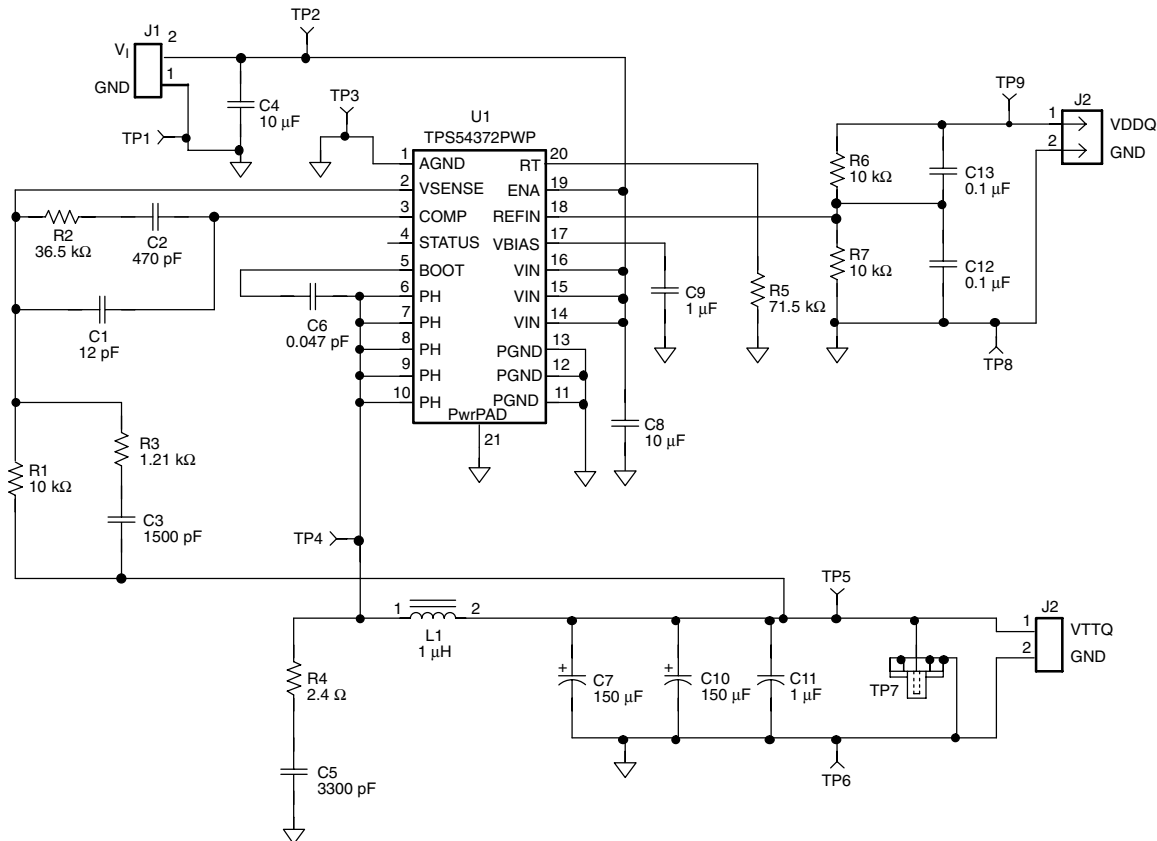 TP2
J1
2
VI
1
GND
TP1
C4
10 µF
TP3
U1
TPS54372PWP
1
AGND
2
VSENSE
3
COMP
4
STATUS
5
BOOT
6
PH
7
PH
8
PH
9
PH
10
PH
RT
20
ENA
19
REFIN
18
VBIAS
17
VIN
16
VIN
15
VIN
14
PGND
13
PGND
12
PGND
11
PwrPAD
21
TP9
J2
1
VDDQ
2
GND
R6
10 kΩ
C13
0.1 µF
R7
10 kΩ
C12
0.1 µF
TP8
R5
71.5 kΩ
C9
1 µF
C8
10 µF
R2
36.5 kΩ
C2
470 pF
C1
12 pF
C6
0.047 pF
R3
1.21 kΩ
R1
10 kΩ
C3
1500 pF
TP4
1
2
L1
1 µH
R4
2.4 Ω
C5
3300 pF
C7
150 µF
C10
150 µF
C11
1 µF
TP5
TP7
TP6
J2
1
VTTQ
2
GND